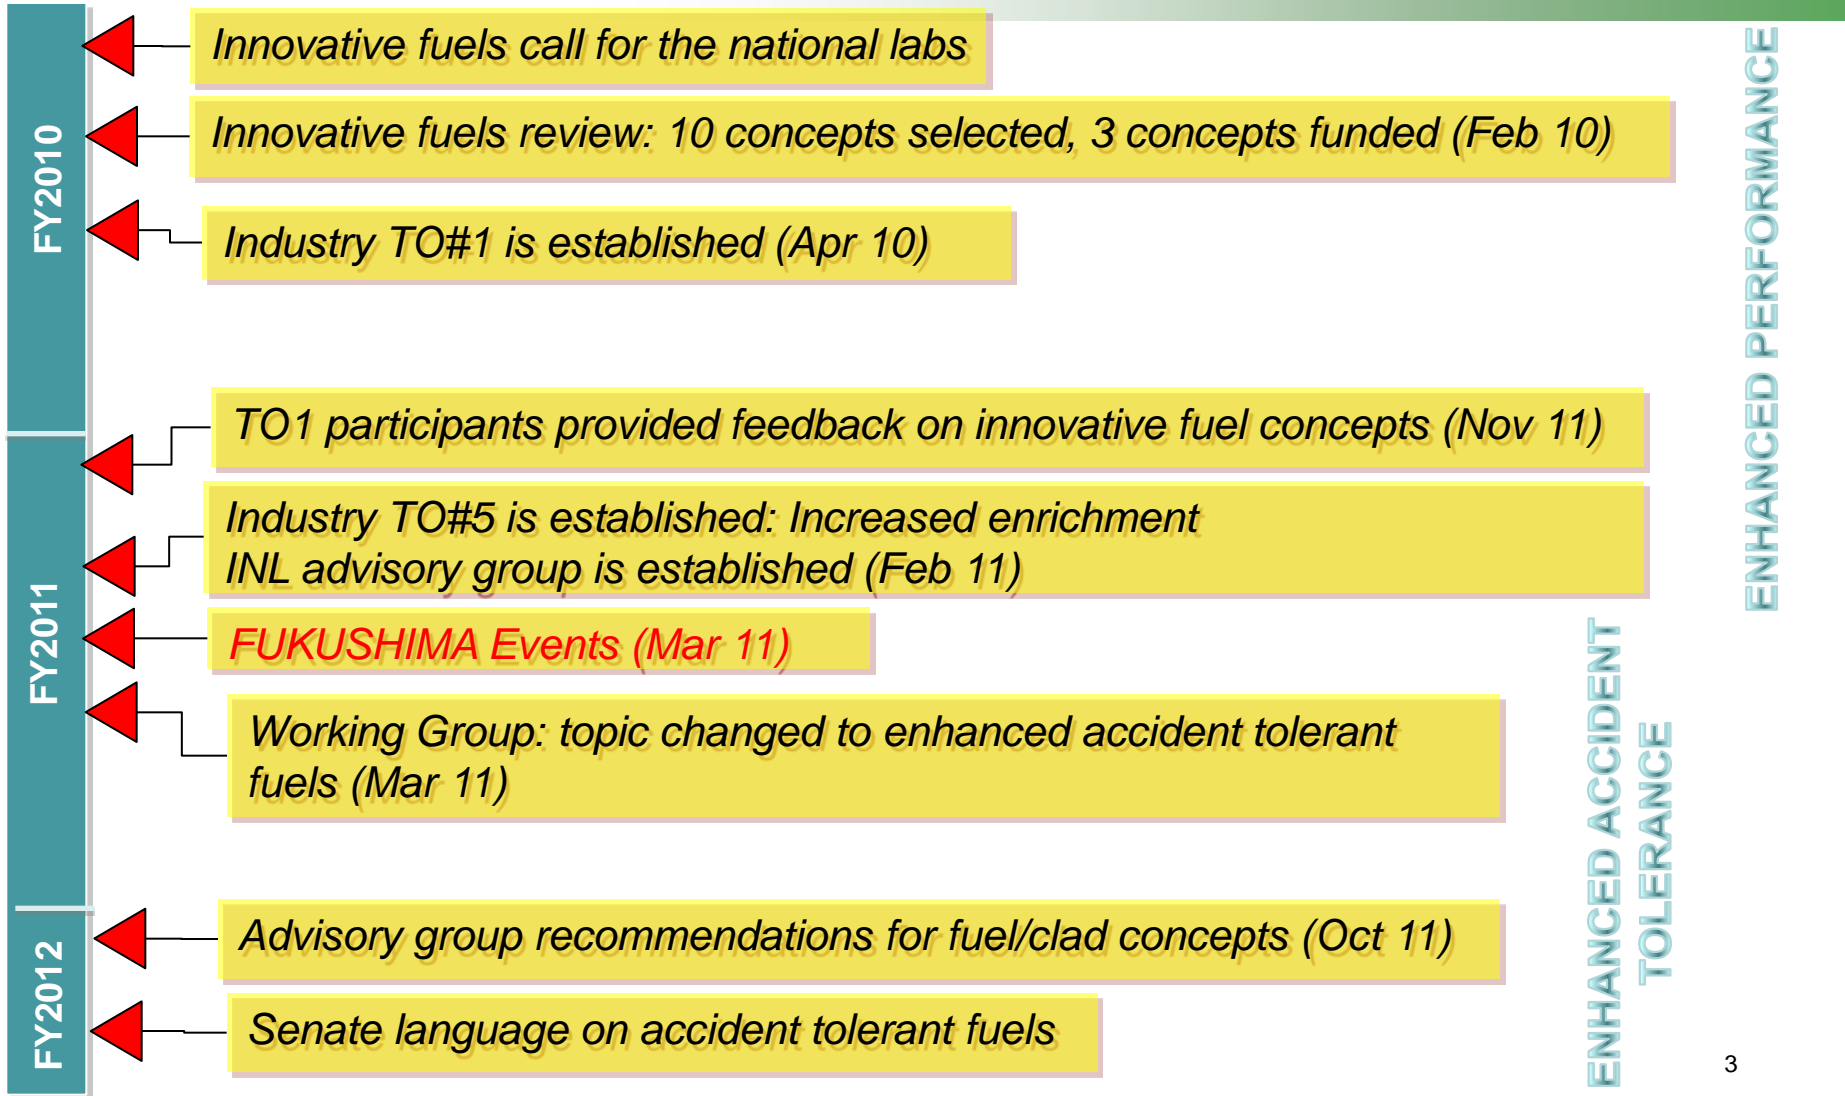 FY2010
Innovative fuels call for the national labs
Innovative fuels review: 10 concepts selected, 3 concepts funded (Feb 10)
Industry TO#1 is established (Apr 10)
FY2011
TO1 participants provided feedback on innovative fuel concepts (Nov 11)
Industry TO#5 is established: Increased enrichment
INL advisory group is established (Feb 11)
FUKUSHIMA Events (Mar 11)
Working Group: topic changed to enhanced accident tolerant
fuels (Mar 11)
FY2012
Advisory group recommendations for fuel/clad concepts (Oct 11)
Senate language on accident tolerant fuels
ENHANCED PERFORMANCE
ENHANCED ACCIDENT
TOLERANCE
3